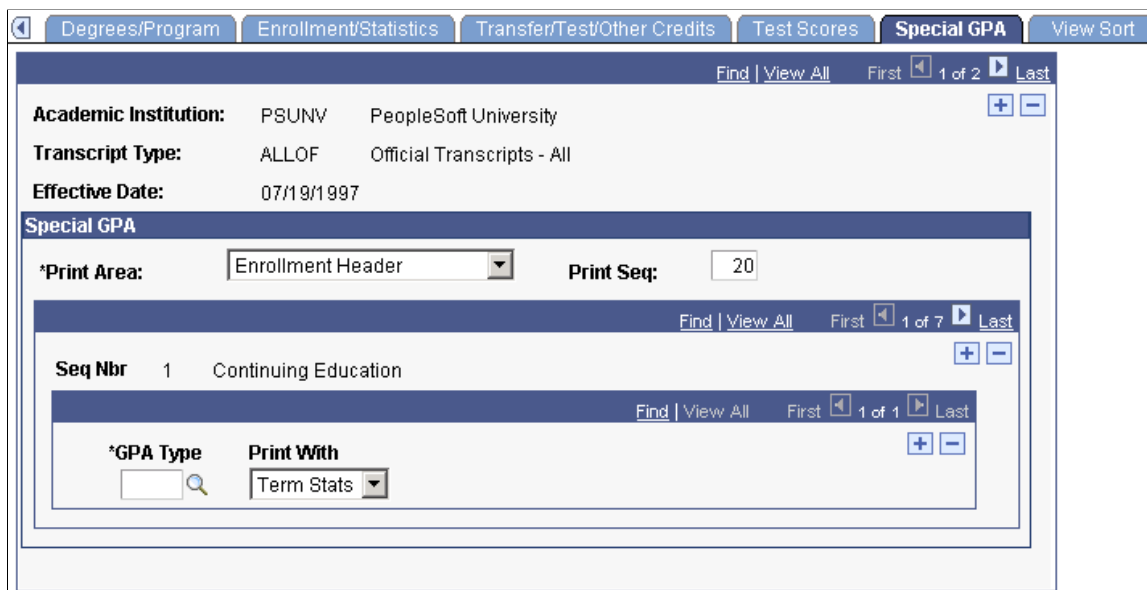 Degrees/Program Enrollment/Statistics Transfer/Test/Other Credits Test Scores Special GPA View Sort
Find | View All First 1 of 2 Last
Academic Institution: PSUNV PeopleSoft University
Transcript Type: ALLOF Official Transcripts - All
Effective Date: 07/19/1997
Special GPA
*Print Area: Enrollment Header Print Seq: 20
Find | View All First 1 of 7 Last
Seq Nbr 1 Continuing Education
Find | View All First 1 of 1 Last
*GPA Type Print With
Term Stats